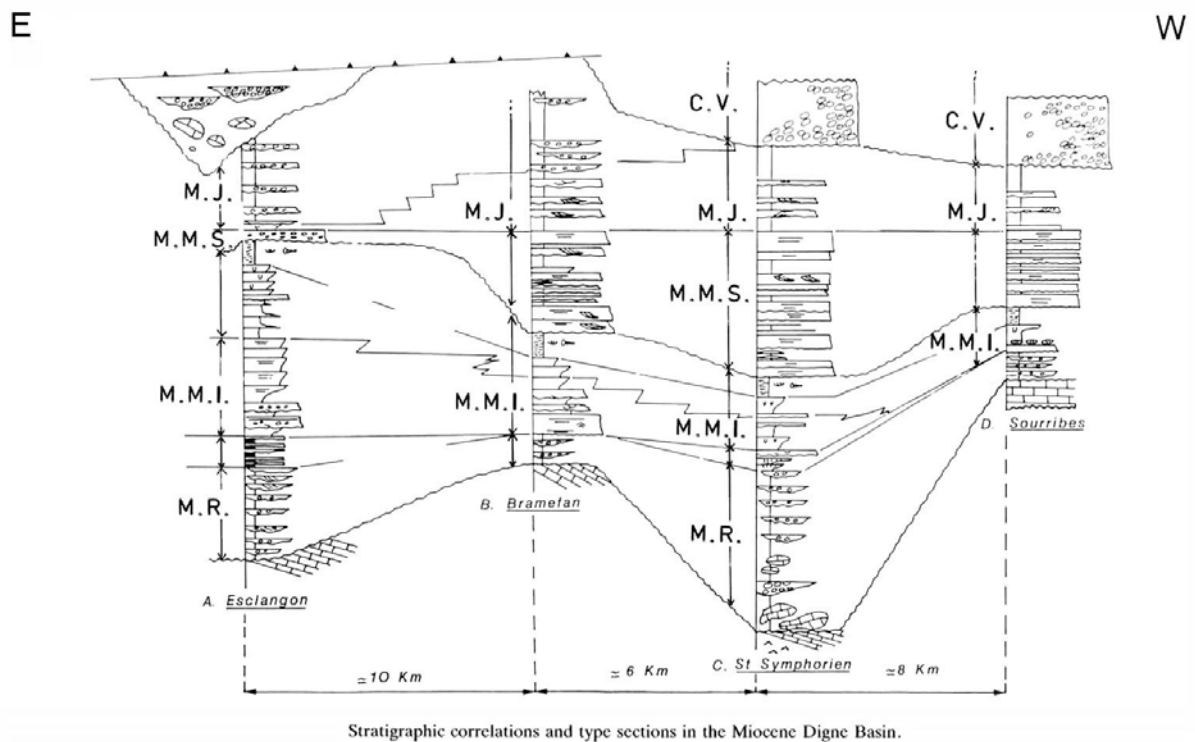 E
W
C.V.
C.V.
M.J.
M.J.
M.J.
M.J.
M.M.S
M.M.S.
M.M.I.
M.M.I.
M.M.I.
M.M.I.
M.R.
M.R.
A. Esclangon
B. Bramefan
C. St Symphorien
D. Sourribes
≃10 Km
≃6 Km
≃8 Km
Stratigraphic correlations and type sections in the Miocene Digne Basin.